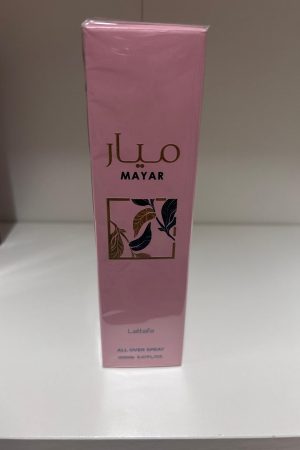 ميار
MAYAR
Lattafa
ALL OVER SPRAY